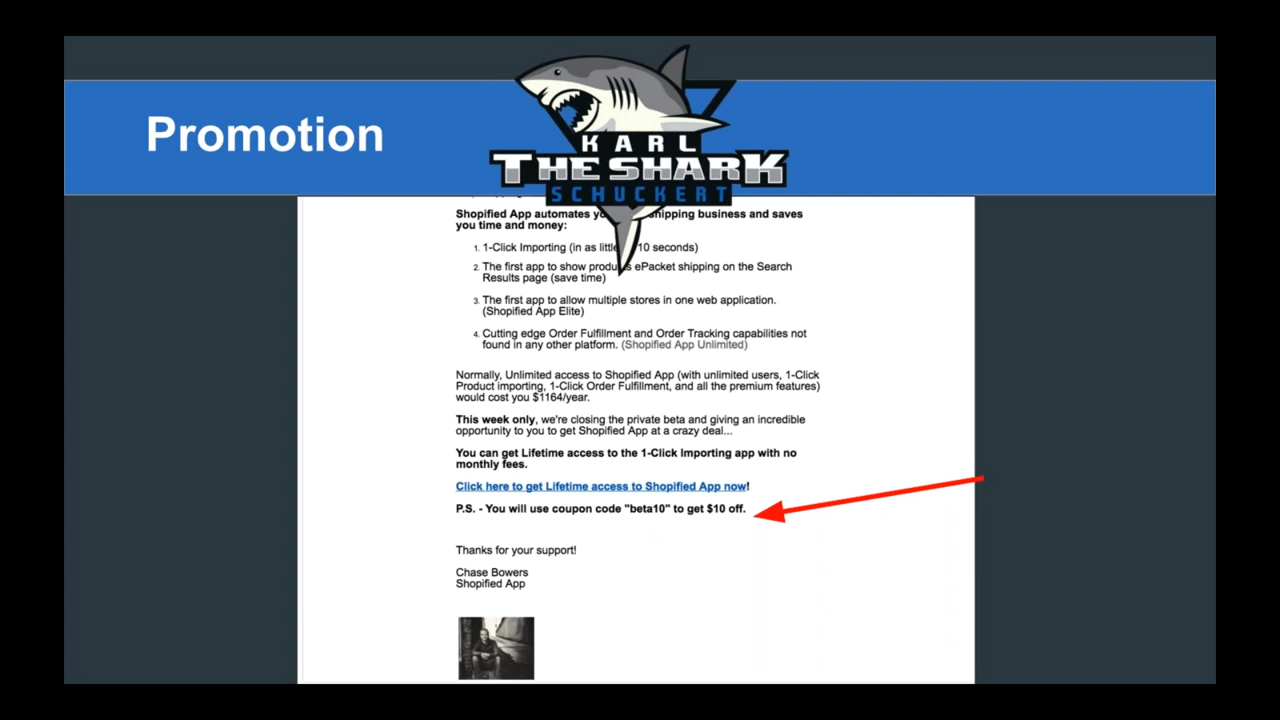 Promotion
KARL
THE SHARK
SCHUCKERT
Shopified App automates yo shipping business and saves
you time and money:
1. 1-Click Importing (in as little 10 seconds)
2. The first app to show products ePacket shipping on the Search
Results page (save time)
3. The first app to allow multiple stores in one web application.
(Shopified App Elite)
4. Cutting edge Order Fulfillment and Order Tracking capabilities not
found in any other platform. (Shopified App Unlimited)
Normally, Unlimited access to Shopified App (with unlimited users, 1-Click
Product importing, 1-Click Order Fulfillment, and all the premium features)
would cost you $1164/year.
This week only, we're closing the private beta and giving an incredible
opportunity to you to get Shopified App at a crazy deal...
You can get Lifetime access to the 1-Click Importing app with no
monthly fees.
Click here to get Lifetime access to Shopified App now!
P.S. - You will use coupon code "beta10" to get $10 off.
Thanks for your support!
Chase Bowers
Shopified App